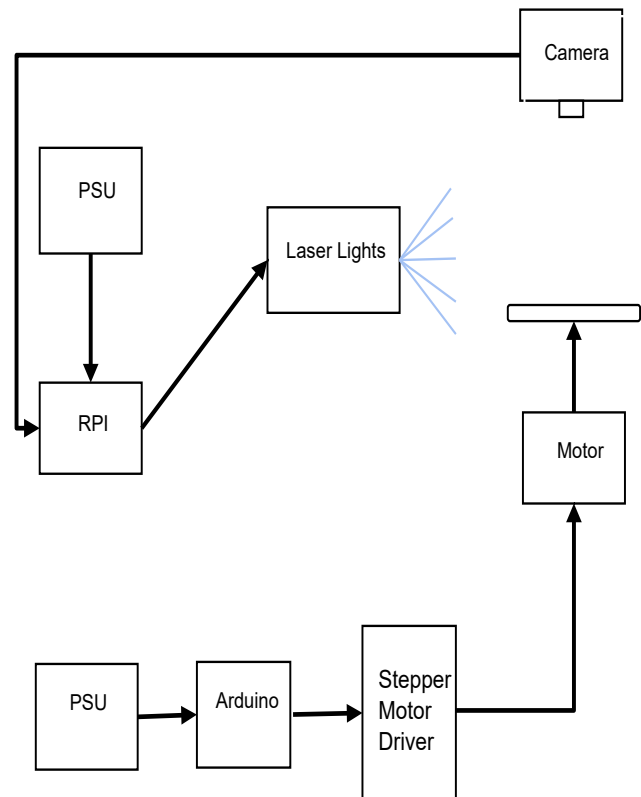 Camera
PSU
Laser Lights
RPI
Motor
PSU
Arduino
Stepper
Motor
Driver